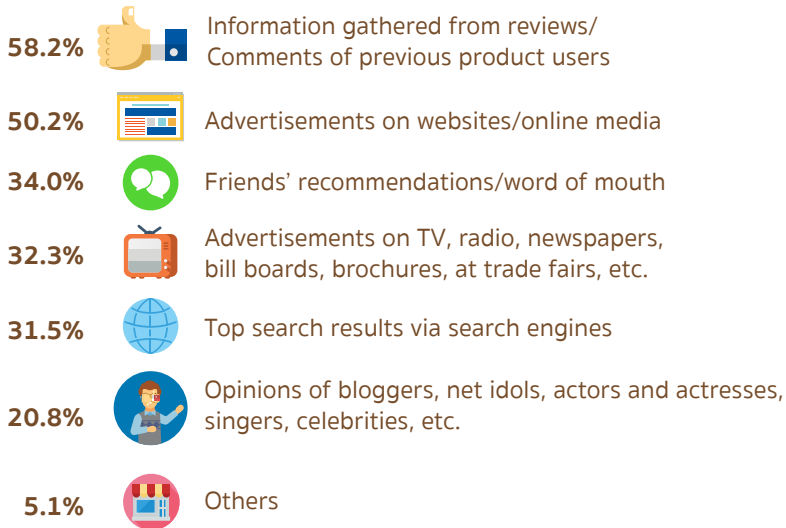 58.2%
Information gathered from reviews/
Comments of previous product users
50.2%
Advertisements on websites/online media
34.0%
Friends' recommendations/word of mouth
32.3%
Advertisements on TV, radio, newspapers,
bill boards, brochures, at trade fairs, etc.
31.5%
Top search results via search engines
20.8%
Opinions of bloggers, net idols, actors and actresses,
singers, celebrities, etc.
5.1%
Others